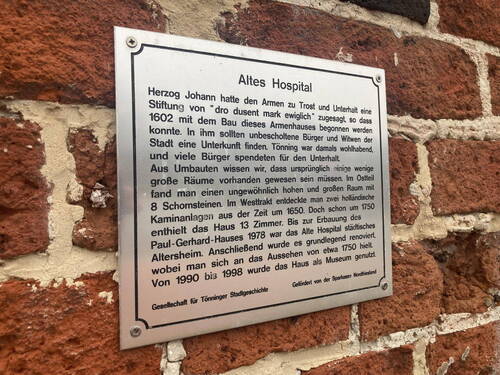 Altes Hospital
Herzog Johann hatte den Armen zu Trost und Unterhalt eine
Stiftung von "dro dusent mark ewiglich" zugesagt, so dass
1602 mit dem Bau dieses Armenhauses begonnen werden
konnte. In ihm sollten unbescholtene Bürger und Witwen der
Stadt eine Unterkunft finden. Tönning war damals wohlhabend,
und viele Bürger spendeten für den Unterhalt.
Aus Umbauten wissen wir, dass ursprünglich einige wenige
große Räume vorhanden gewesen sein müssen. Im Ostteil
fand man einen ungewöhnlich hohen und großen Raum mit
8 Schornsteinen. Im Westtrakt entdeckte man zwei holländische
Kaminanlagen aus der Zeit um 1650. Doch schon um 1750
enthielt das Haus 13 Zimmer. Bis zur Erbauung des
Paul-Gerhard-Hauses 1978 war das Alte Hospital städtisches
Altersheim. Anschließend wurde es grundlegend renoviert,
wobei man sich an das Aussehen von etwa 1750 hielt.
Von 1990 bis 1998 wurde das Haus als Museum genutzt.
Gesellschaft für Tönninger Stadtgeschichte
Gefördert von der Sparkasse Nordfriesland